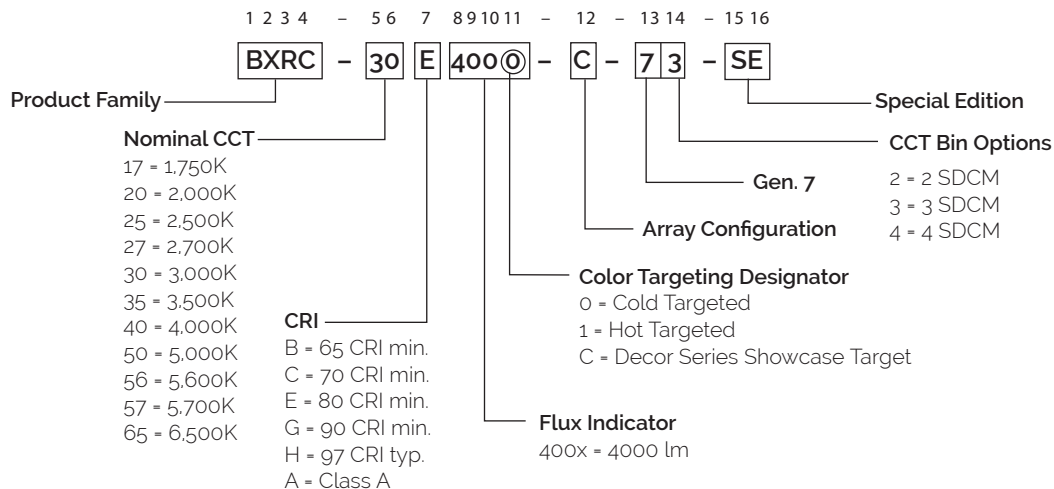 1 2 3 4 – 5 6 7 8 9 10 11 – 12 – 13 14 – 15 16
BXRC – 30 E 400 0 – C – 7 3 – SE
Product Family
Special Edition
Nominal CCT
17 = 1,750K
20 = 2,000K
25 = 2,500K
27 = 2,700K
30 = 3,000K
35 = 3,500K
40 = 4,000K
50 = 5,000K
56 = 5,600K
57 = 5,700K
65 = 6,500K
CRI
B = 65 CRI min.
C = 70 CRI min.
E = 80 CRI min.
G = 90 CRI min.
H = 97 CRI typ.
A = Class A
Flux Indicator
400x = 4000 lm
Color Targeting Designator
0 = Cold Targeted
1 = Hot Targeted
C = Decor Series Showcase Target
Array Configuration
Gen. 7
CCT Bin Options
2 = 2 SDCM
3 = 3 SDCM
4 = 4 SDCM